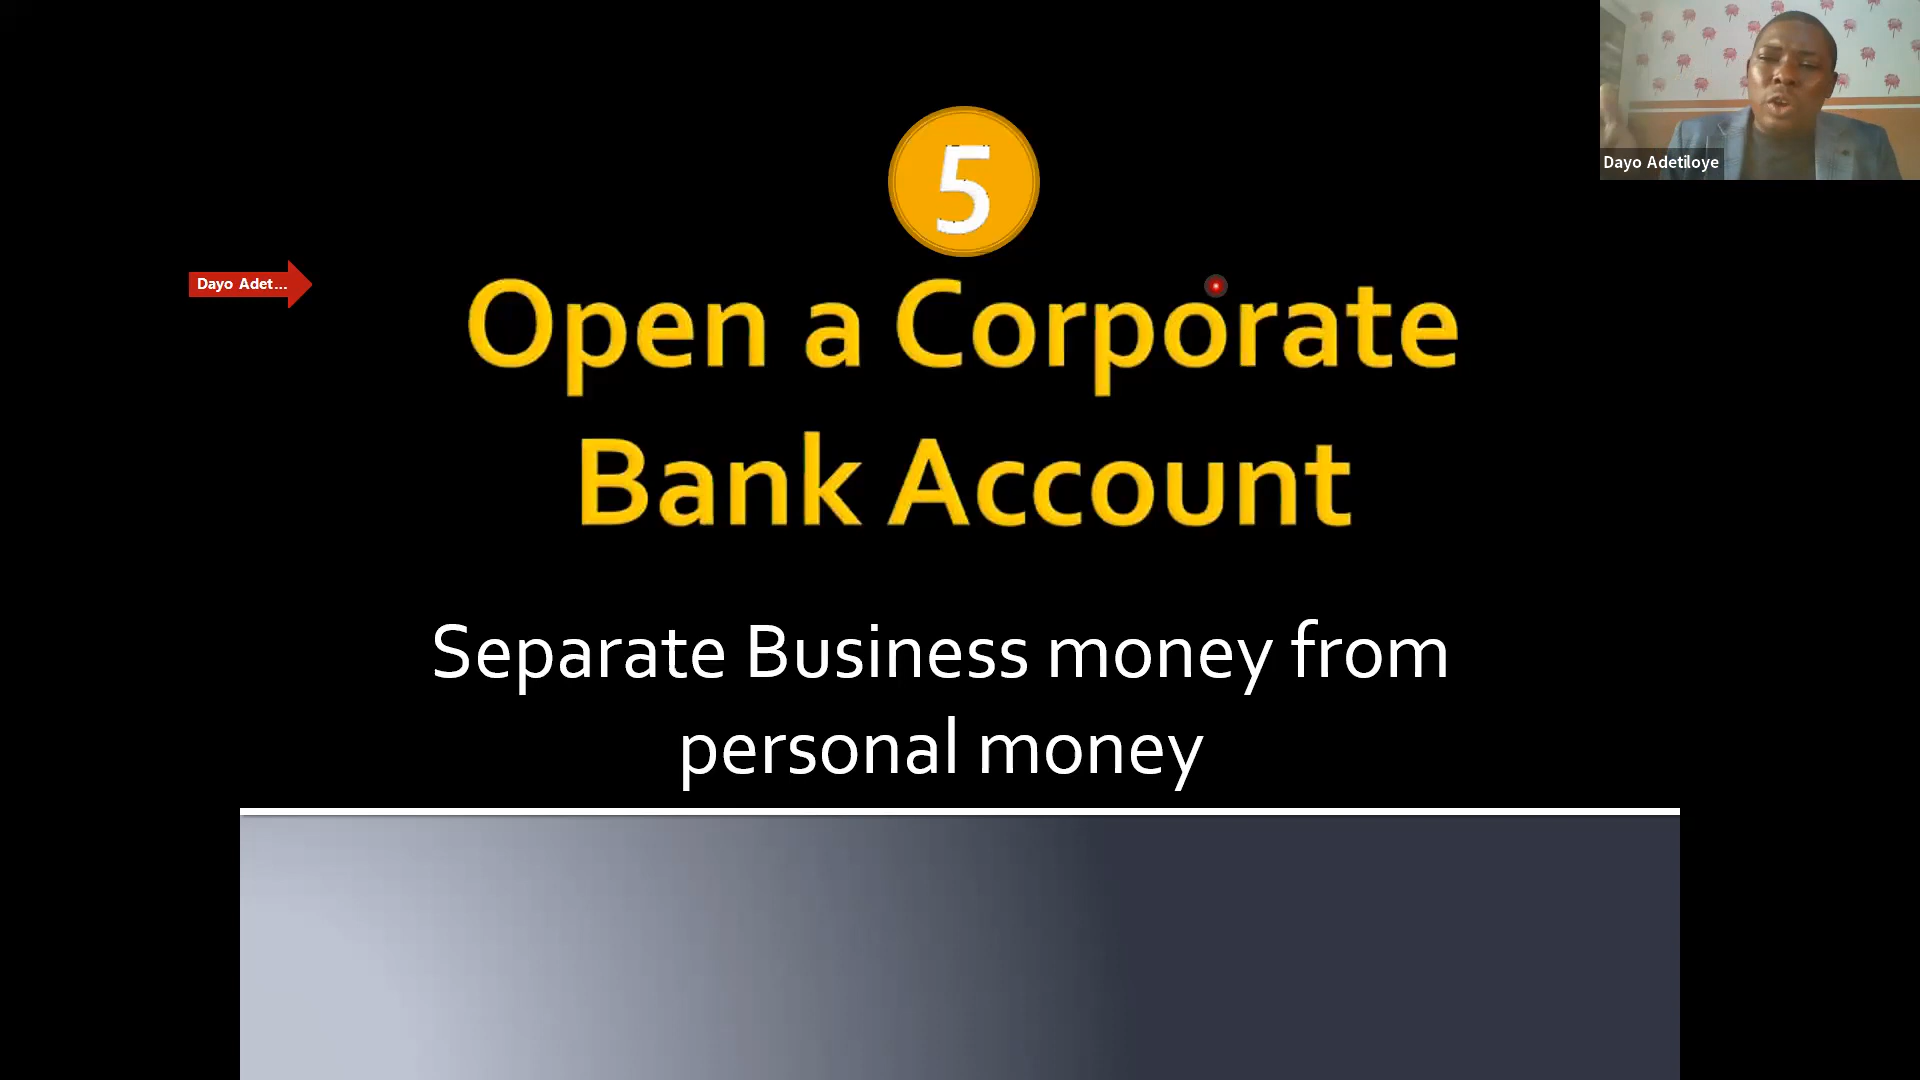 5
Dayo Adetiloye
Dayo Adet...
Open a Corporate
Bank Account
Separate Business money from
personal money